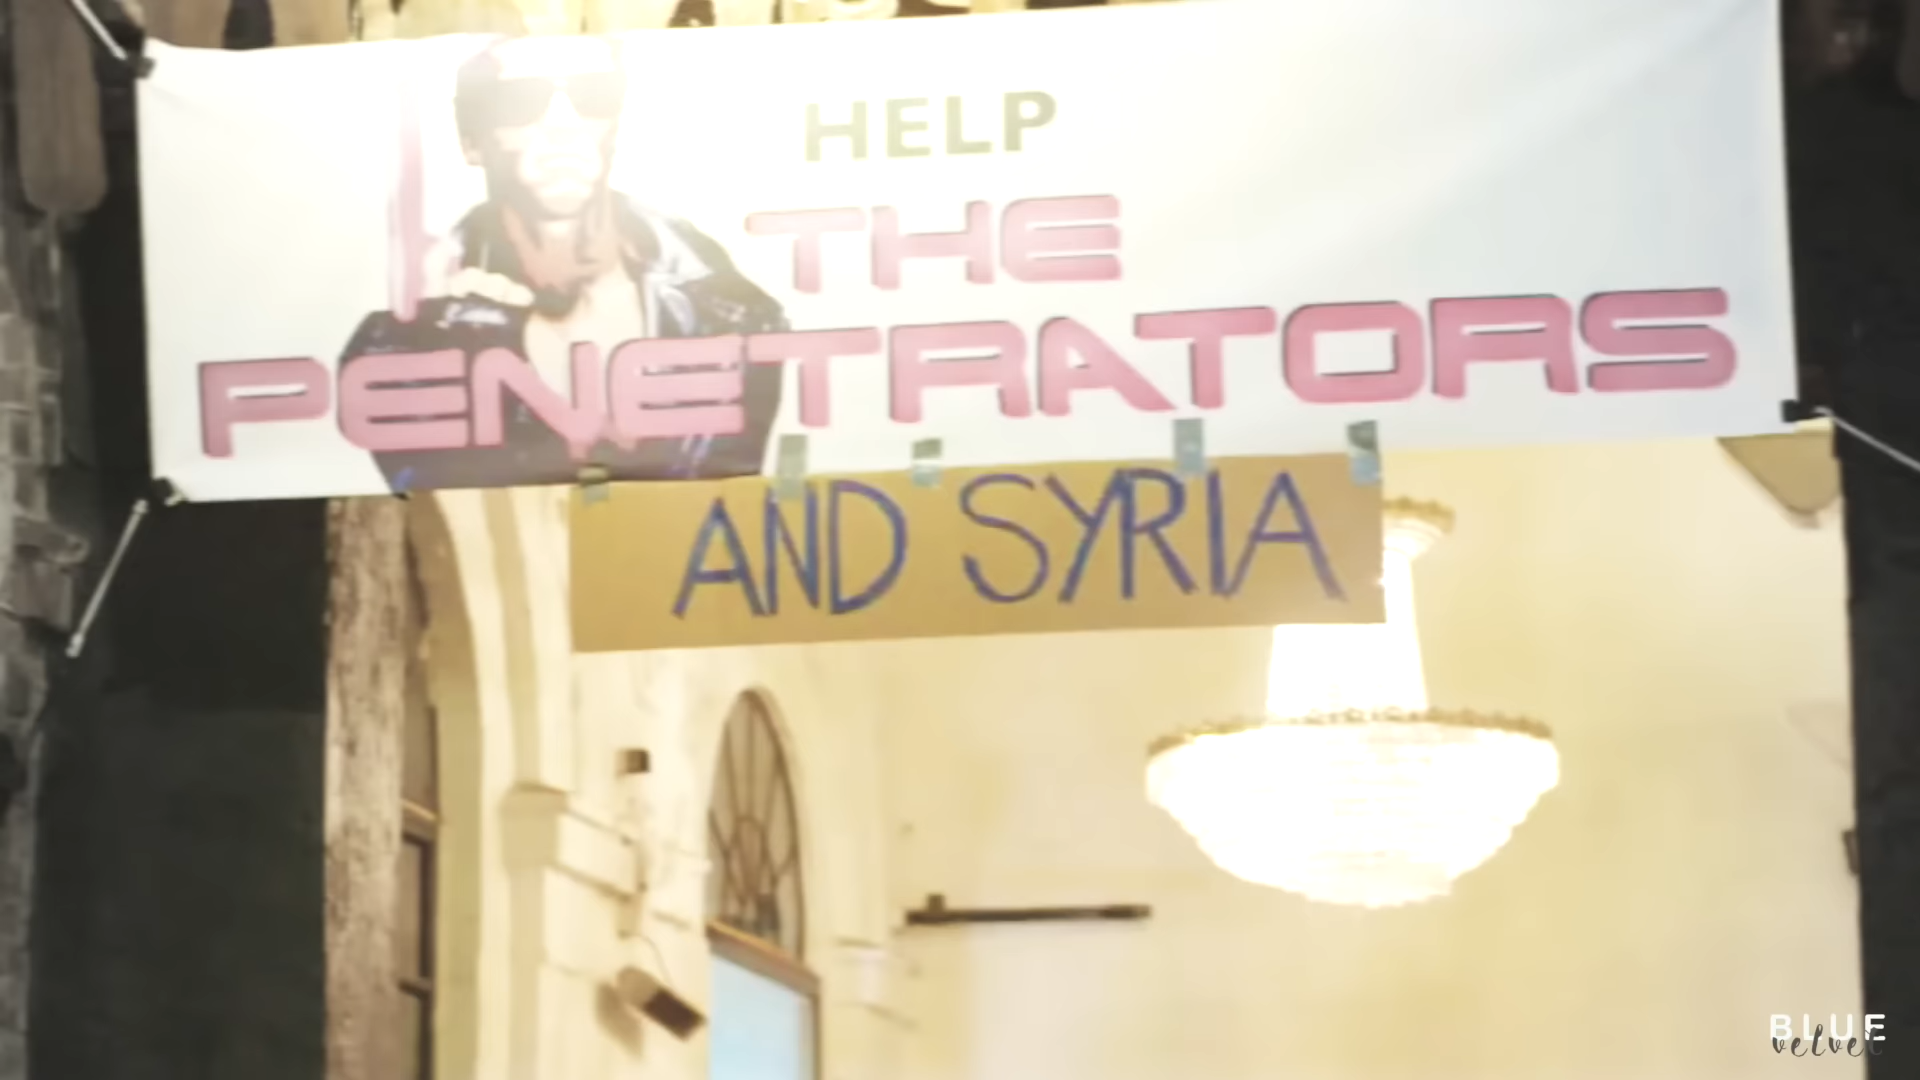 HELP
THE
PENETRATORS
AND SYRIA
BLUE
velvet